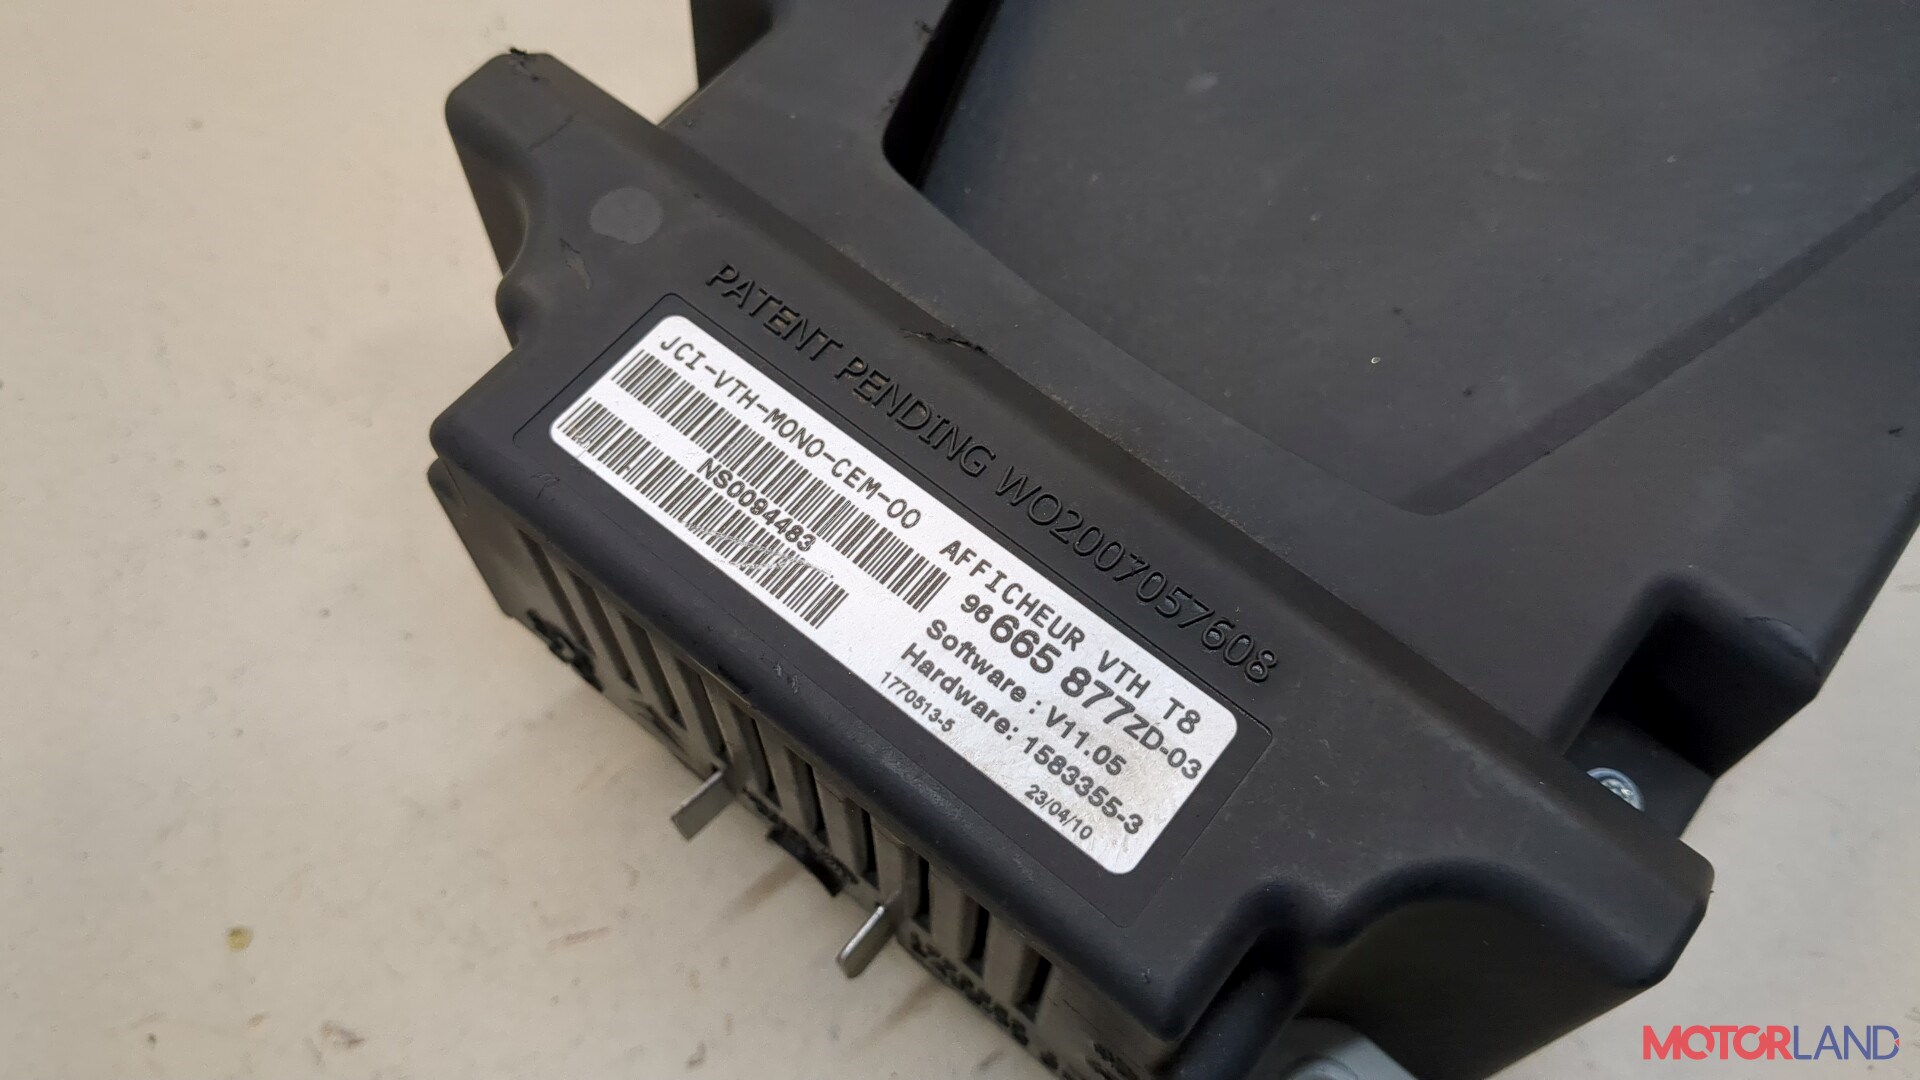 PATENT PENDING WO2007057608
JCI-VTH-MONO-CEM-00
NS0094483
AFFICHEUR VTH T8
96 665 877ZD-03
Software : V11.05
Hardware: 1583355-3
1770513-5
23/04/10
MOTORLAND